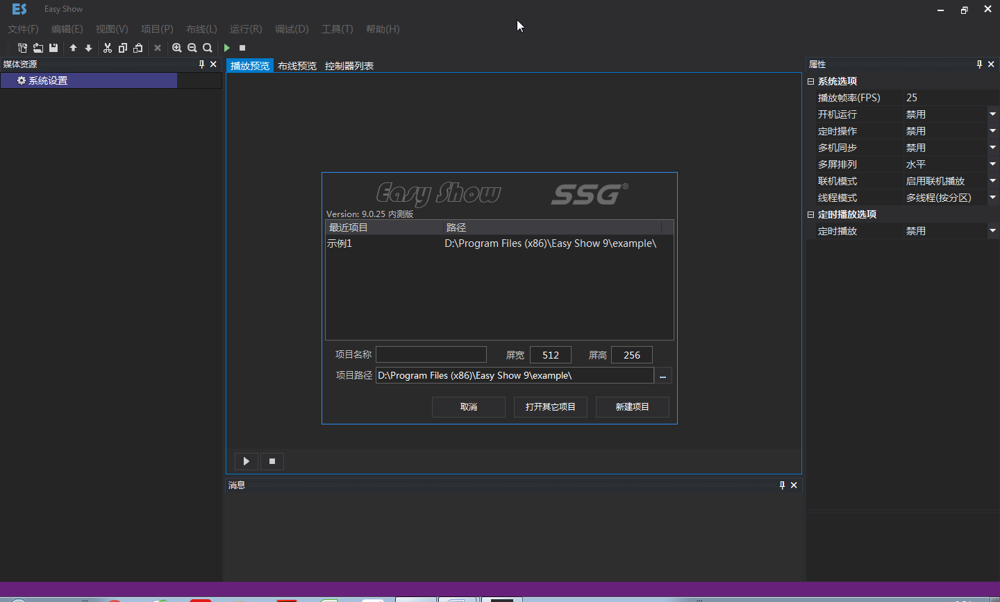 ES Easy Show
文件(F) 编辑(E) 视图(V) 项目(P) 布线(L) 运行(R) 调试(D) 工具(T) 帮助(H)
媒体资源
系统设置
播放预览 布线预览 控制器列表
Easy Show SSG®
Version: 9.0.25 内测版
最近项目 路径
示例1 D:\Program Files (x86)\Easy Show 9\example\
项目名称 屏宽 512 屏高 256
项目路径 D:\Program Files (x86)\Easy Show 9\example\ ...
取消 打开其它项目 新建项目
消息
属性
系统选项
播放帧率(FPS) 25
开机运行 禁用
定时操作 禁用
多机同步 禁用
多屏排列 水平
联机模式 启用联机播放
线程模式 多线程(按分区)
定时播放选项
定时播放 禁用